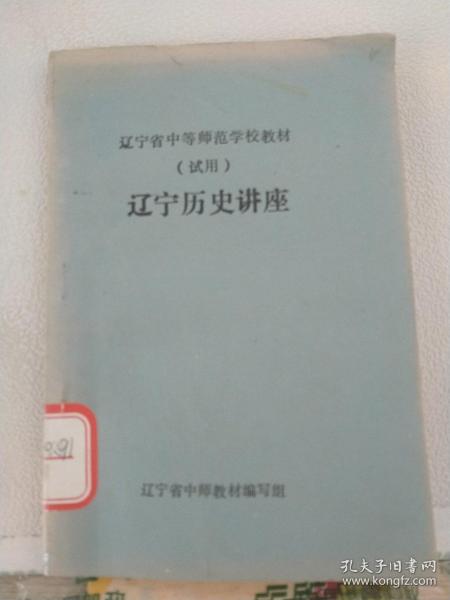 辽宁省中等师范学校教材
（试用）
辽宁历史讲座
9.91
辽宁省中师教材编写组
孔夫子旧书网
www.kongfz.com